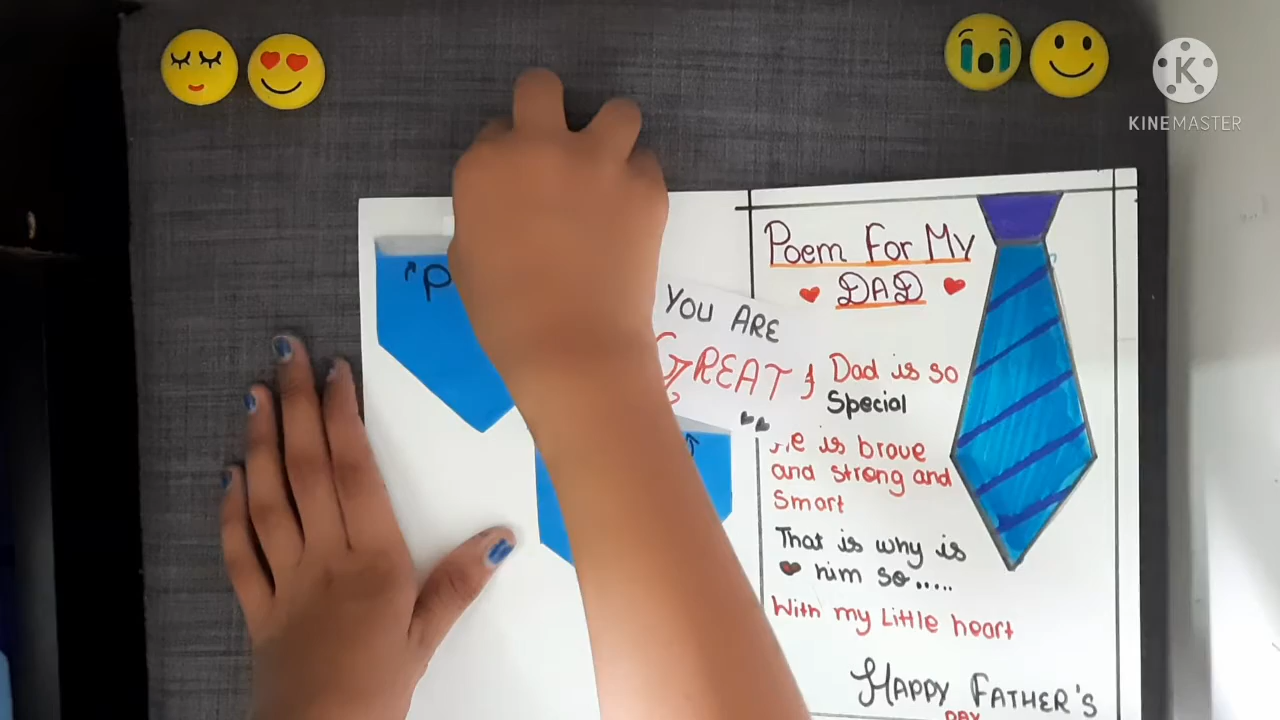 KINEMASTER
Poem For My
DAD
YOU ARE
GREAT
Dad is so
Special
is brave
and strong and
Smart
That is why is
him so.....
With my Little heart
HAPPY FATHER'S
DAY